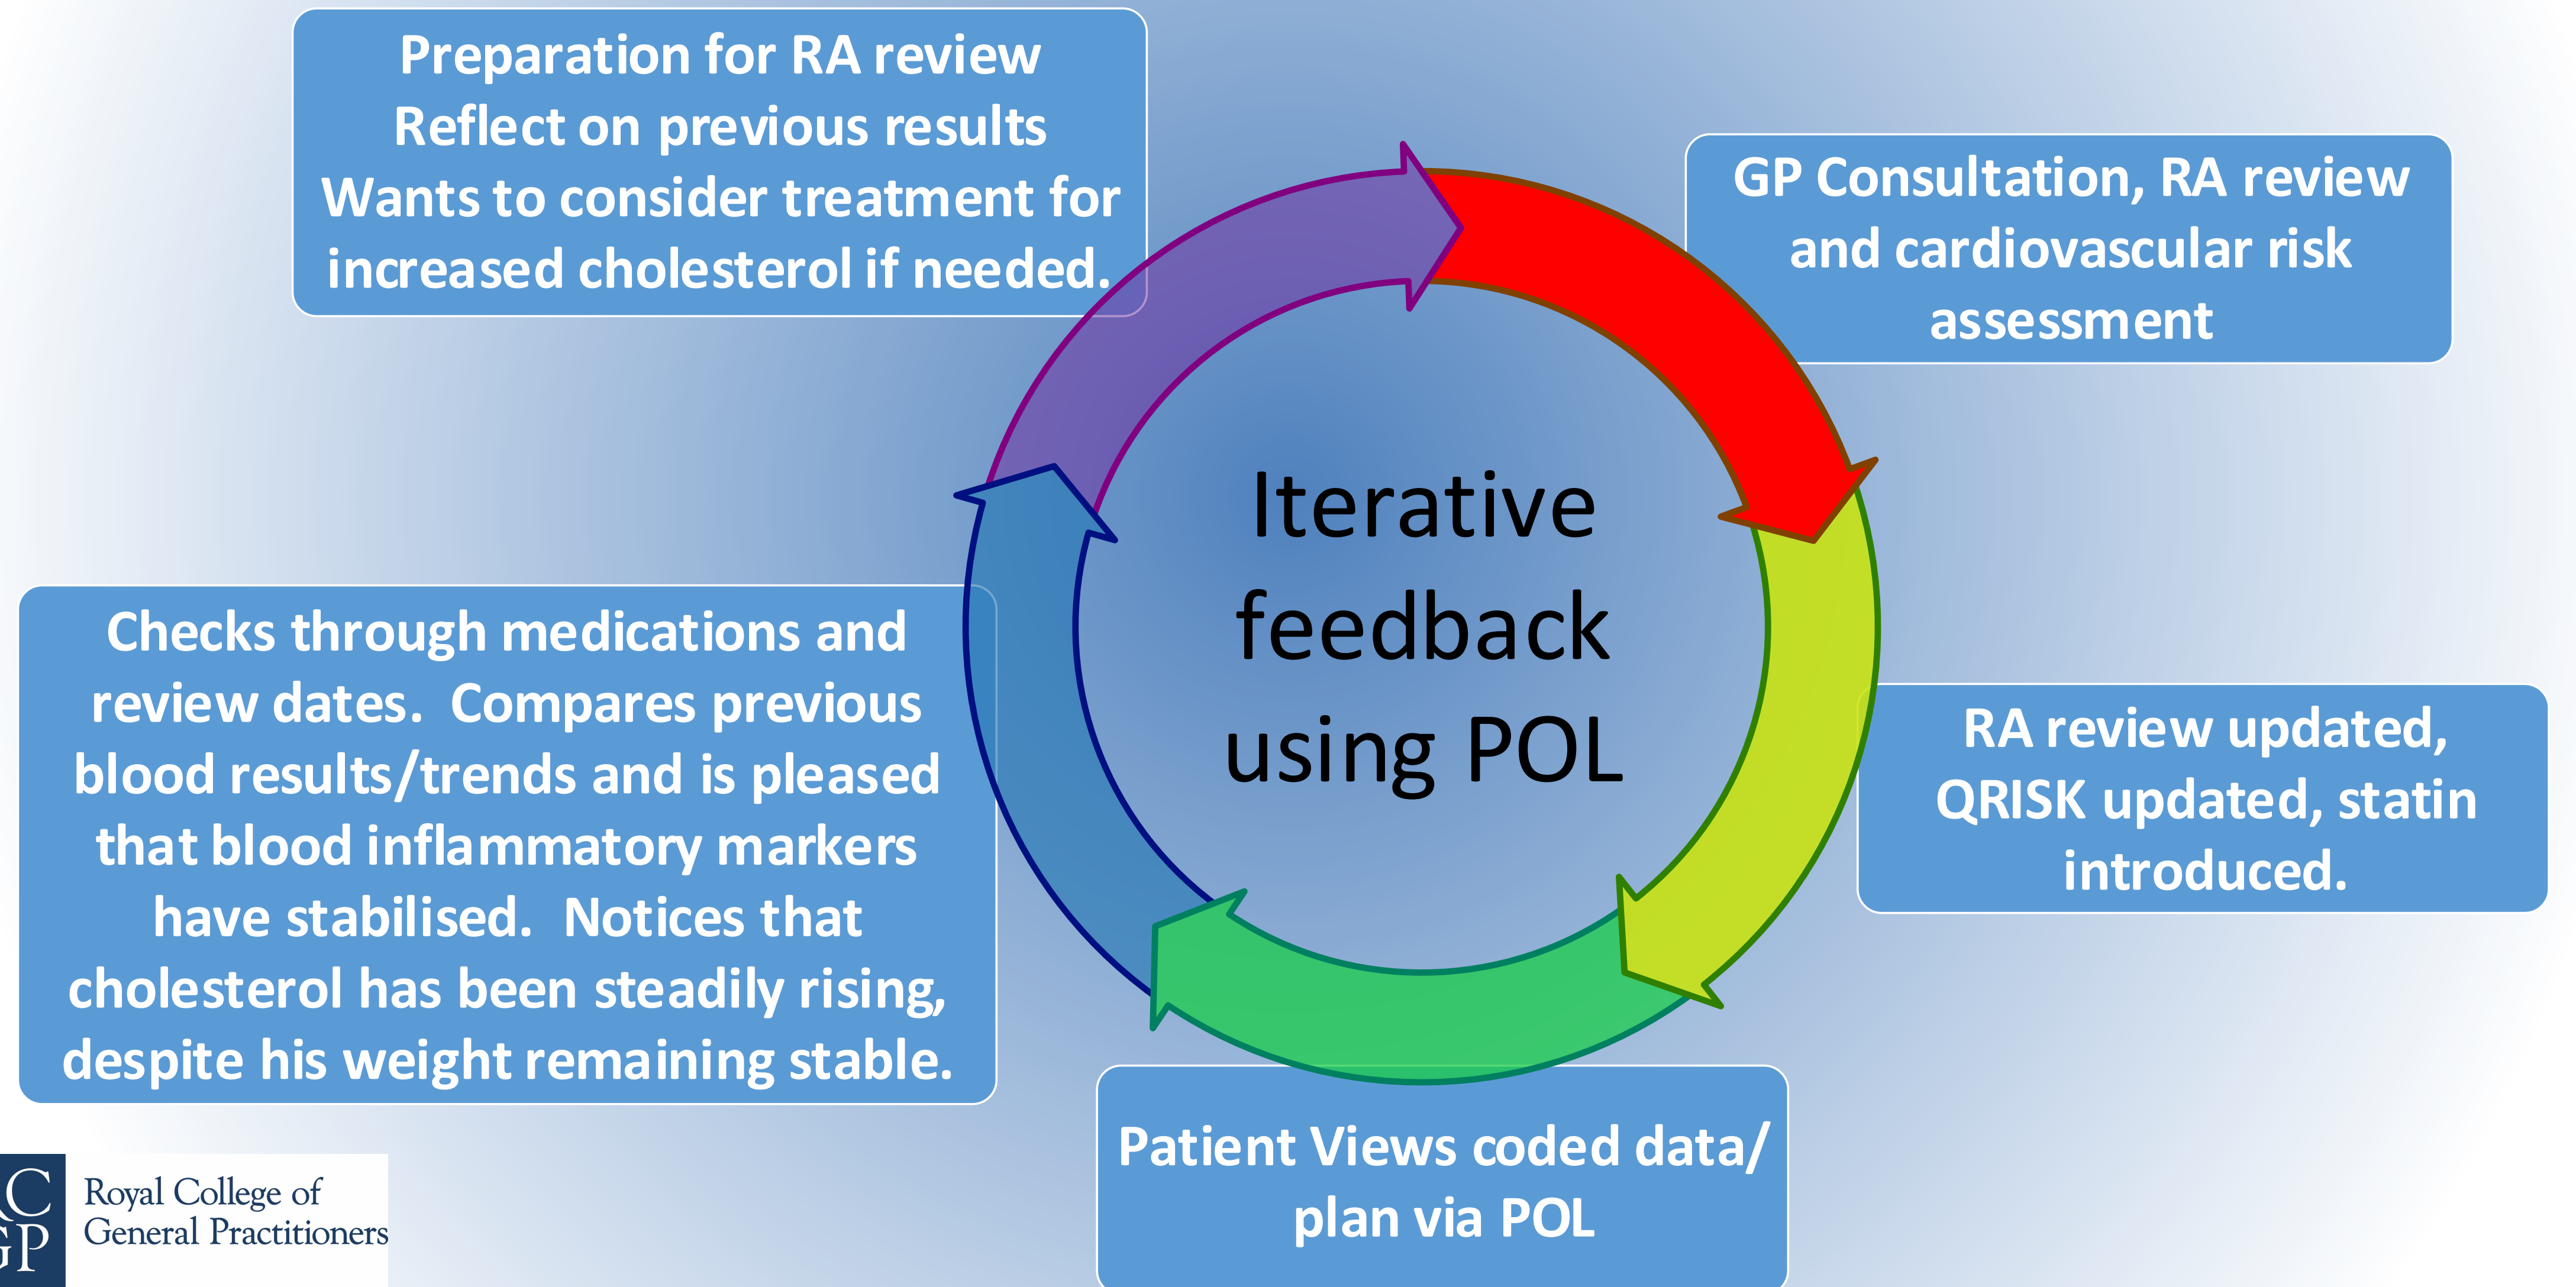 Preparation for RA review
Reflect on previous results
Wants to consider treatment for
increased cholesterol if needed.
GP Consultation, RA review
and cardiovascular risk
assessment
Iterative
feedback
using POL
RA review updated,
QRISK updated, statin
introduced.
Patient Views coded data/
plan via POL
Checks through medications and
review dates.  Compares previous
blood results/trends and is pleased
that blood inflammatory markers
have stabilised.  Notices that
cholesterol has been steadily rising,
despite his weight remaining stable.
Royal College of
General Practitioners